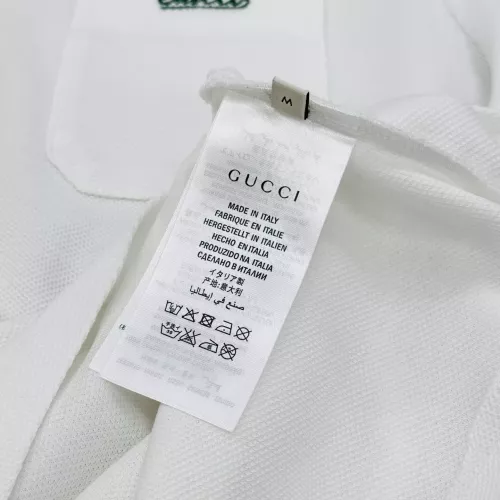 M
GUCCI
MADE IN ITALY
FABRIQUE EN ITALIE
HERGESTELLT IN ITALIEN
HECHO EN ITALIA
PRODUZIDO NA ITALIA
СДЕЛАНО В ИТАЛИИ
イタリア製
产地:意大利
صنع في إيطاليا